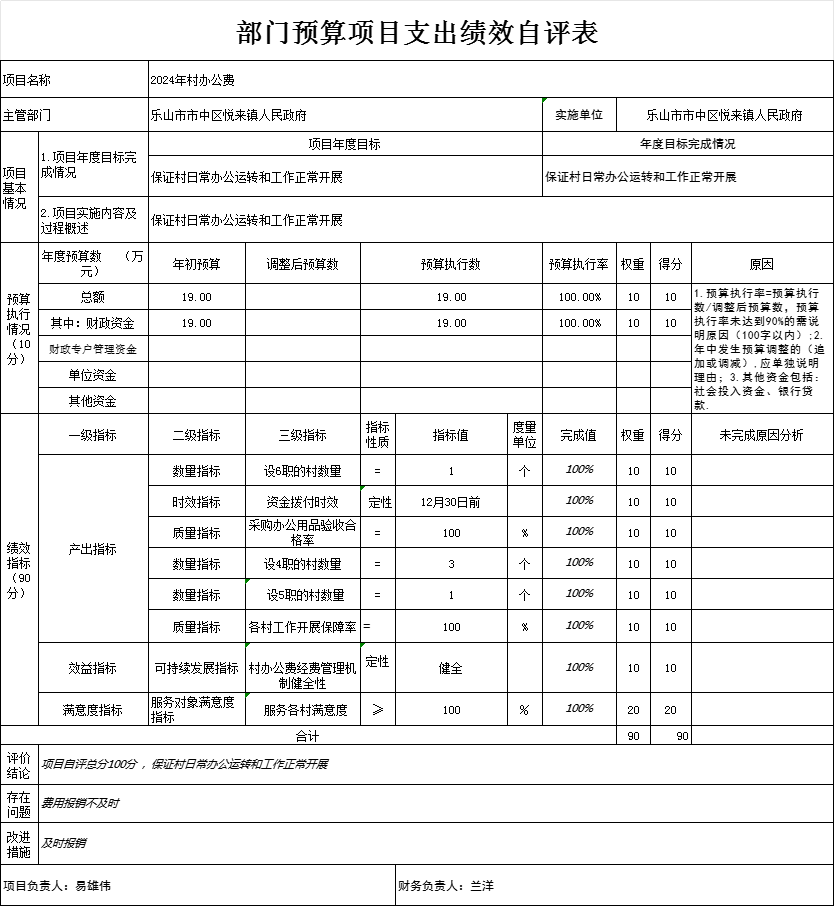 部门预算项目支出绩效自评表
项目名称 2024年村办公费
主管部门 乐山市市中区悦来镇人民政府 实施单位 乐山市市中区悦来镇人民政府
项目基本情况 1.项目年度目标完成情况 项目年度目标 年度目标完成情况
保证村日常办公运转和工作正常开展 保证村日常办公运转和工作正常开展
2.项目实施内容及过程概述 保证村日常办公运转和工作正常开展
预算执行情况（10分） 年度预算数 （万元） 年初预算 调整后预算数 预算执行数 预算执行率 权重 得分 原因
总额 19.00 19.00 100.00% 10 10
其中：财政资金 19.00 19.00 100.00% 10 10
财政专户管理资金
单位资金
其他资金
1.预算执行率=预算执行数/调整后预算数，预算执行率未达到90%的需说明原因（100字以内）;2.年中发生预算调整的（追加或调减）,应单独说明理由；3.其他资金包括：社会投入资金、银行贷款.
绩效指标（90分） 一级指标 二级指标 三级指标 指标性质 指标值 度量单位 完成值 权重 得分 未完成原因分析
产出指标 数量指标 设6职的村数量 = 1 个 100% 10 10
时效指标 资金拨付时效 定性 12月30日前 100% 10 10
质量指标 采购办公用品验收合格率 = 100 % 100% 10 10
数量指标 设4职的村数量 = 3 个 100% 10 10
数量指标 设5职的村数量 = 1 个 100% 10 10
质量指标 各村工作开展保障率 = 100 % 100% 10 10
效益指标 可持续发展指标 村办公费经费管理机制健全性 定性 健全 100% 10 10
满意度指标 服务对象满意度指标 服务各村满意度 ≥ 100 % 100% 20 20
合计 90 90
评价结论 项目自评总分100分，保证村日常办公运转和工作正常开展
存在问题 费用报销不及时
改进措施 及时报销
项目负责人：易雄伟 财务负责人：兰洋